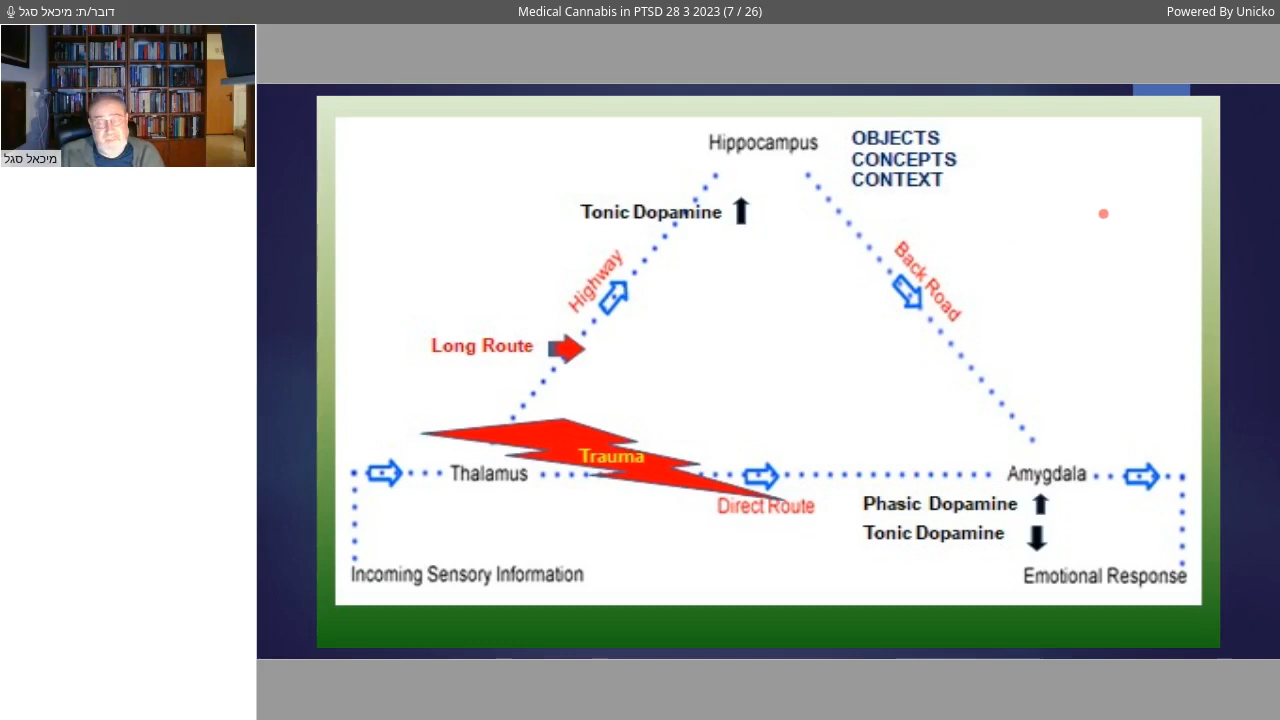 דובר/ת: מיכאל סגל
Medical Cannabis in PTSD 28 3 2023 (7 / 26)
Powered By Unicko
מיכאל סגל
Hippocampus
OBJECTS
CONCEPTS
CONTEXT
Tonic Dopamine
Highway
Back Road
Long Route
Trauma
Thalamus
Amygdala
Direct Route
Phasic Dopamine
Tonic Dopamine
Incoming Sensory Information
Emotional Response